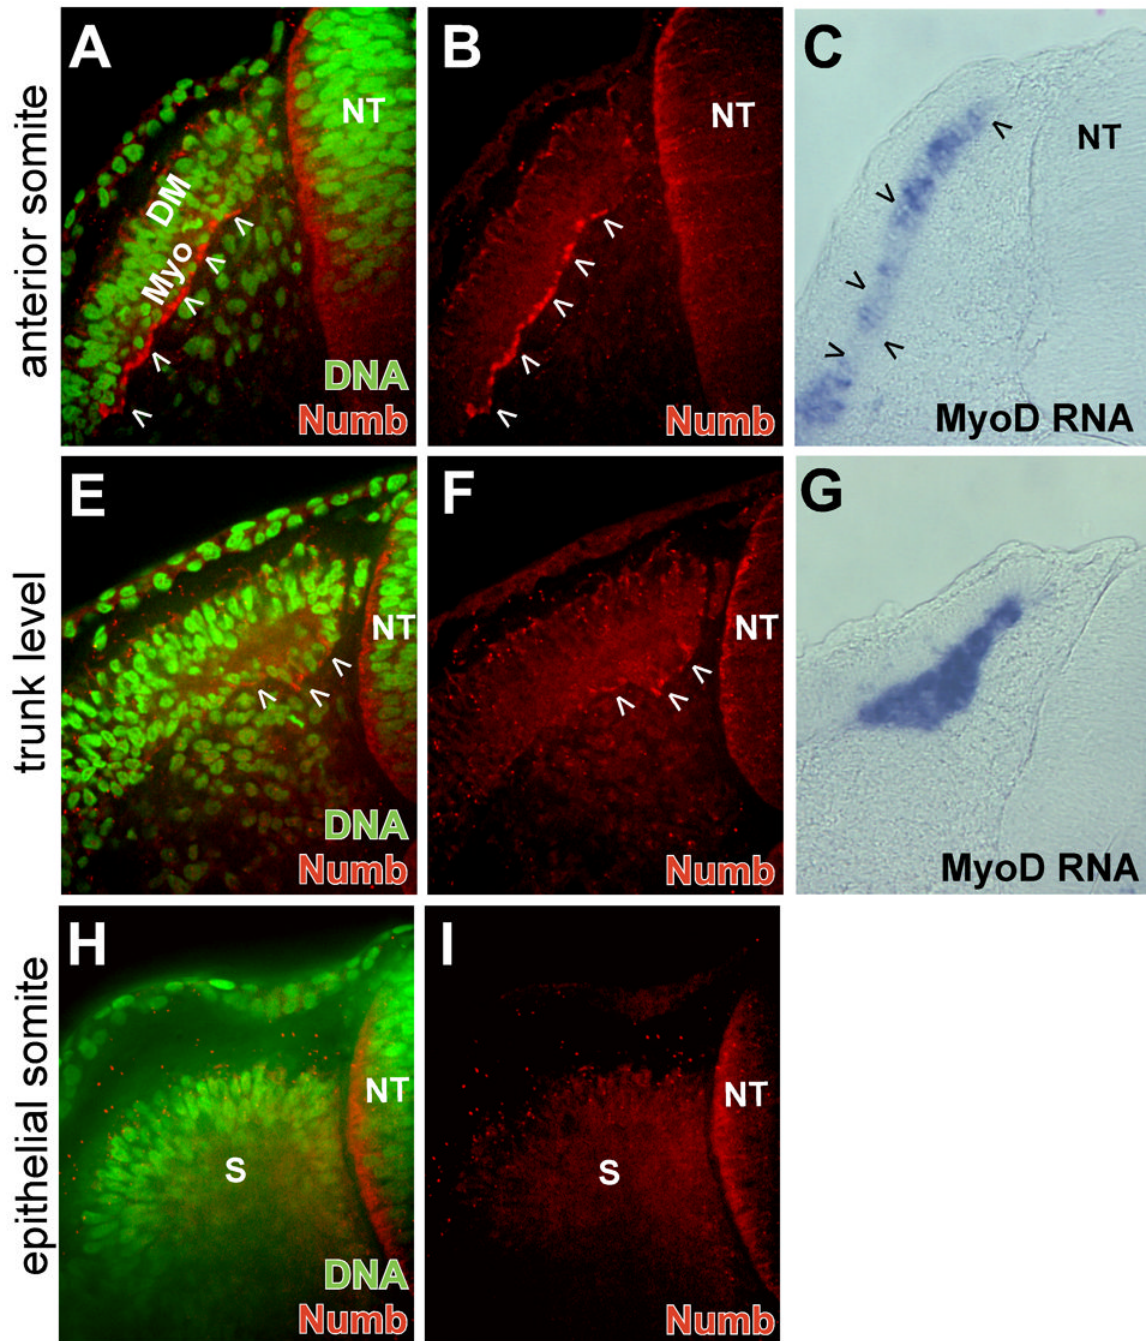 anterior somite
A
NT
DM
Myo
DNA
Numb
B
NT
Numb
C
NT
MyoD RNA
trunk level
E
NT
DNA
Numb
F
NT
Numb
G
MyoD RNA
epithelial somite
H
NT
S
DNA
Numb
I
NT
S
Numb